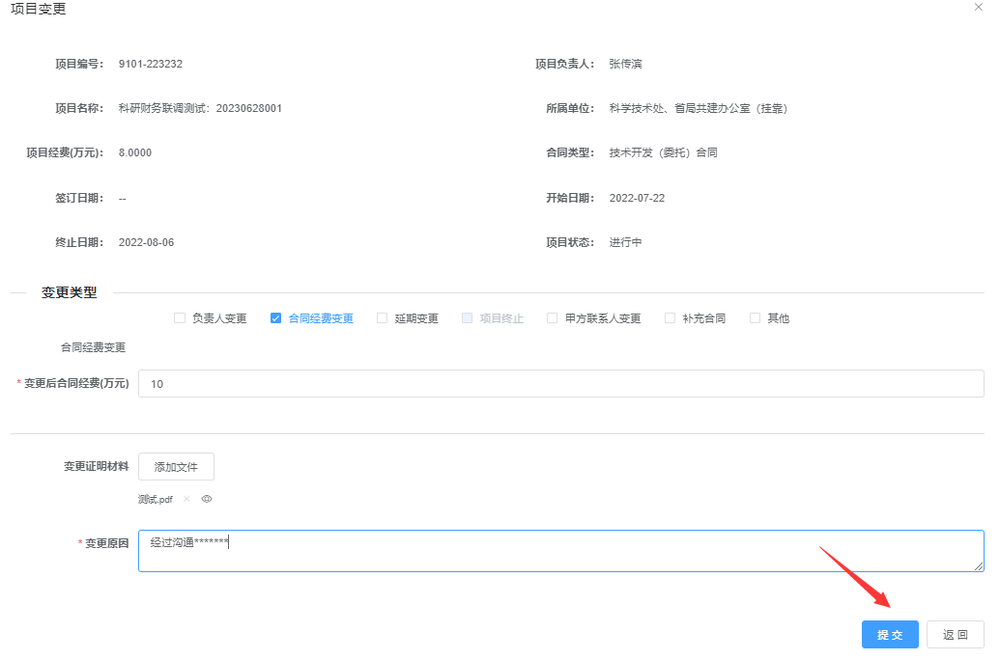 项目变更
项目编号： 9101-223232 项目负责人： 张传滨
项目名称： 科研财务联调测试：20230628001 所属单位： 科学技术处、首局共建办公室（挂靠）
项目经费(万元)： 8.0000 合同类型： 技术开发（委托）合同
签订日期： -- 开始日期： 2022-07-22
终止日期： 2022-08-06 项目状态： 进行中
变更类型
负责人变更 合同经费变更 延期变更 项目终止 甲方联系人变更 补充合同 其他
合同经费变更
* 变更后合同经费(万元) 10
变更证明材料 添加文件
测试.pdf
* 变更原因 经过沟通*******
提 交 返 回